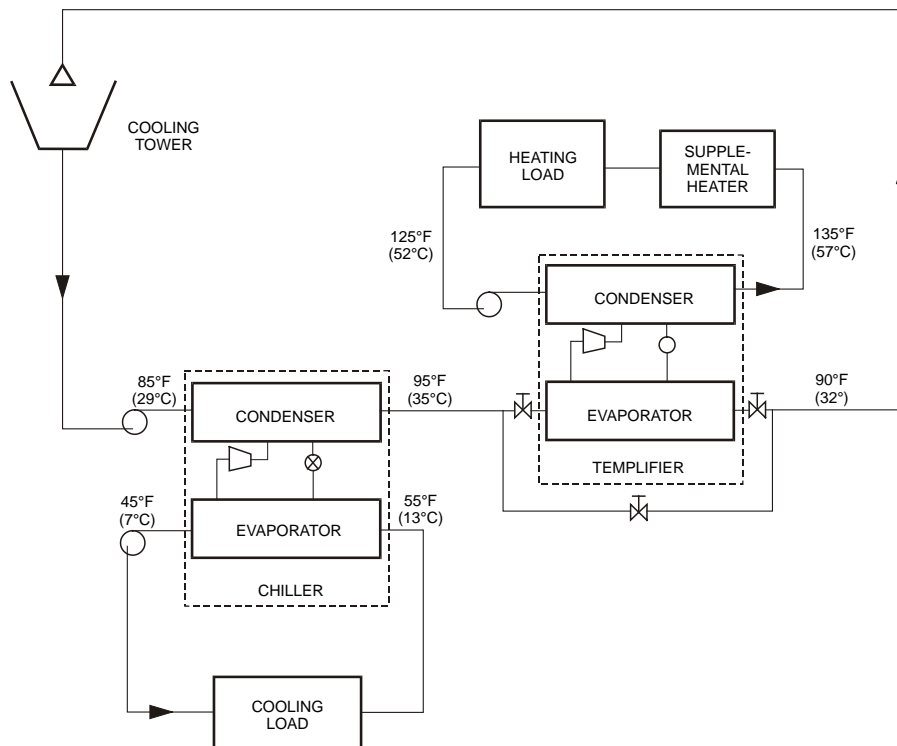 COOLING
TOWER
HEATING
LOAD
SUPPLE-
MENTAL
HEATER
125°F
(52°C)
135°F
(57°C)
CONDENSER
85°F
(29°C)
95°F
(35°C)
90°F
(32°)
CONDENSER
EVAPORATOR
TEMPLIFIER
45°F
(7°C)
55°F
(13°C)
EVAPORATOR
CHILLER
COOLING
LOAD